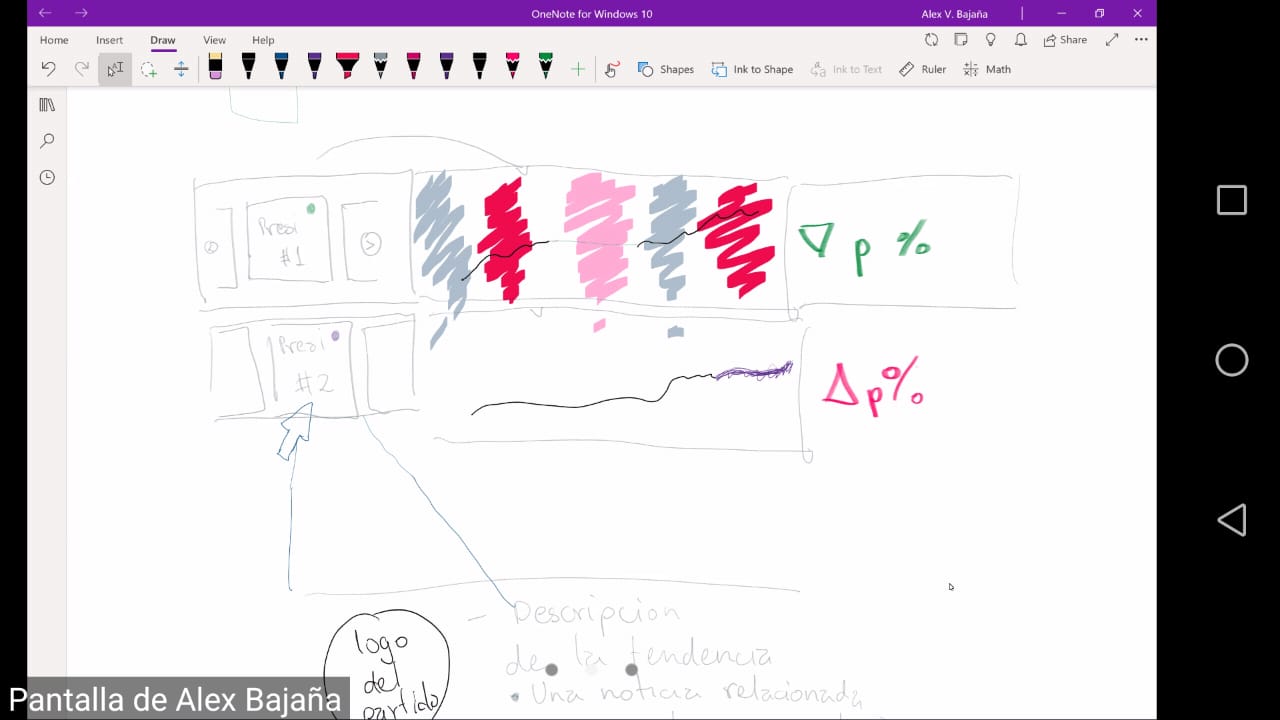 OneNote for Windows 10
Alex V. Bajaña
Home Insert Draw View Help
Share
Shapes Ink to Shape Ink to Text Ruler Math
Presi
#1
∇ p %
Presi
#2
Δp%
- Descripcion
de la tendencia
• Una noticia relacionada
logo
del
partido
Pantalla de Alex Bajaña